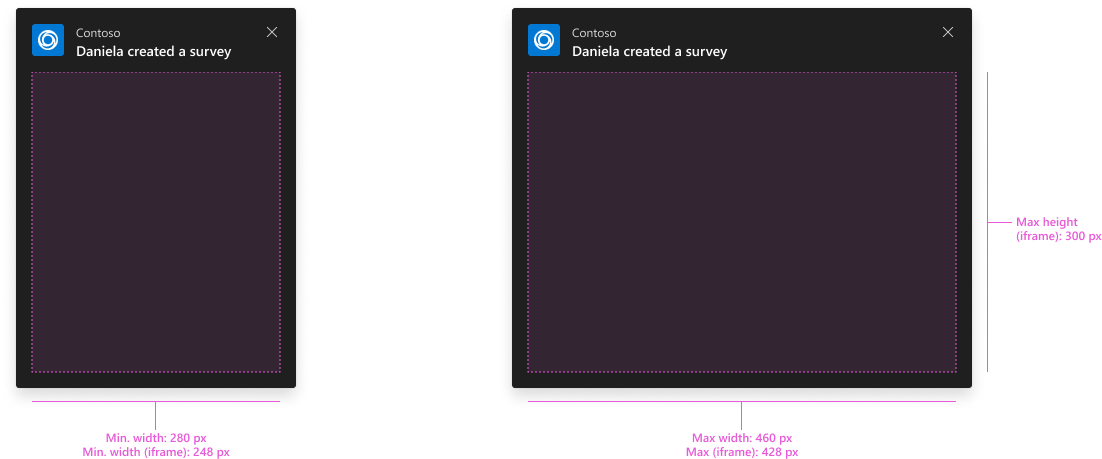 Contoso
Daniela created a survey
Contoso
Daniela created a survey
Max height
(iframe): 300 px
Min. width: 280 px
Min. width (iframe): 248 px
Max width: 460 px
Max (iframe): 428 px